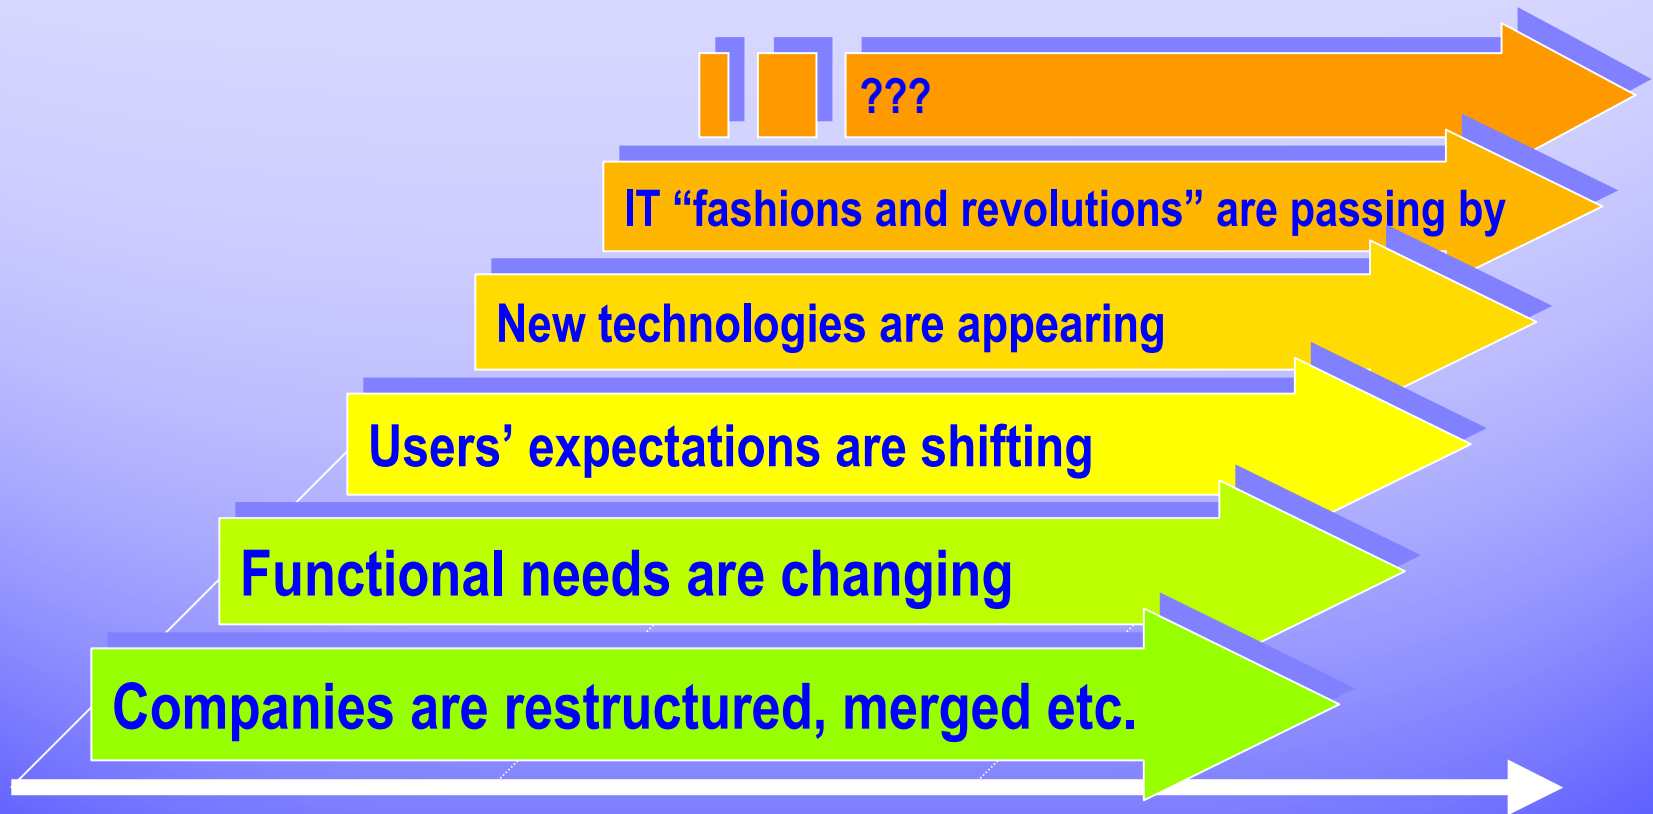 ???
IT “fashions and revolutions” are passing by
New technologies are appearing
Users’ expectations are shifting
Functional needs are changing
Companies are restructured, merged etc.